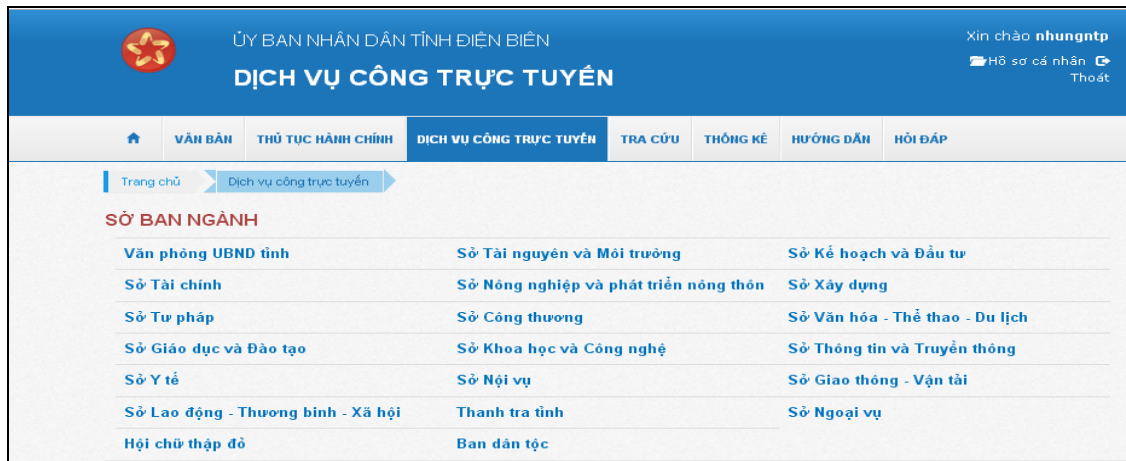 ỦY BAN NHÂN DÂN TỈNH ĐIỆN BIÊN
DỊCH VỤ CÔNG TRỰC TUYẾN
Xin chào nhungntp
Hồ sơ cá nhân
Thoát
VĂN BẢN THỦ TỤC HÀNH CHÍNH DỊCH VỤ CÔNG TRỰC TUYẾN TRA CỨU THỐNG KÊ HƯỚNG DẪN HỎI ĐÁP
Trang chủ Dịch vụ công trực tuyến
SỞ BAN NGÀNH
Văn phòng UBND tỉnh Sở Tài nguyên và Môi trường Sở Kế hoạch và Đầu tư
Sở Tài chính Sở Nông nghiệp và phát triển nông thôn Sở Xây dựng
Sở Tư pháp Sở Công thương Sở Văn hóa - Thể thao - Du lịch
Sở Giáo dục và Đào tạo Sở Khoa học và Công nghệ Sở Thông tin và Truyền thông
Sở Y tế Sở Nội vụ Sở Giao thông - Vận tải
Sở Lao động - Thương binh - Xã hội Thanh tra tỉnh Sở Ngoại vụ
Hội chữ thập đỏ Ban dân tộc